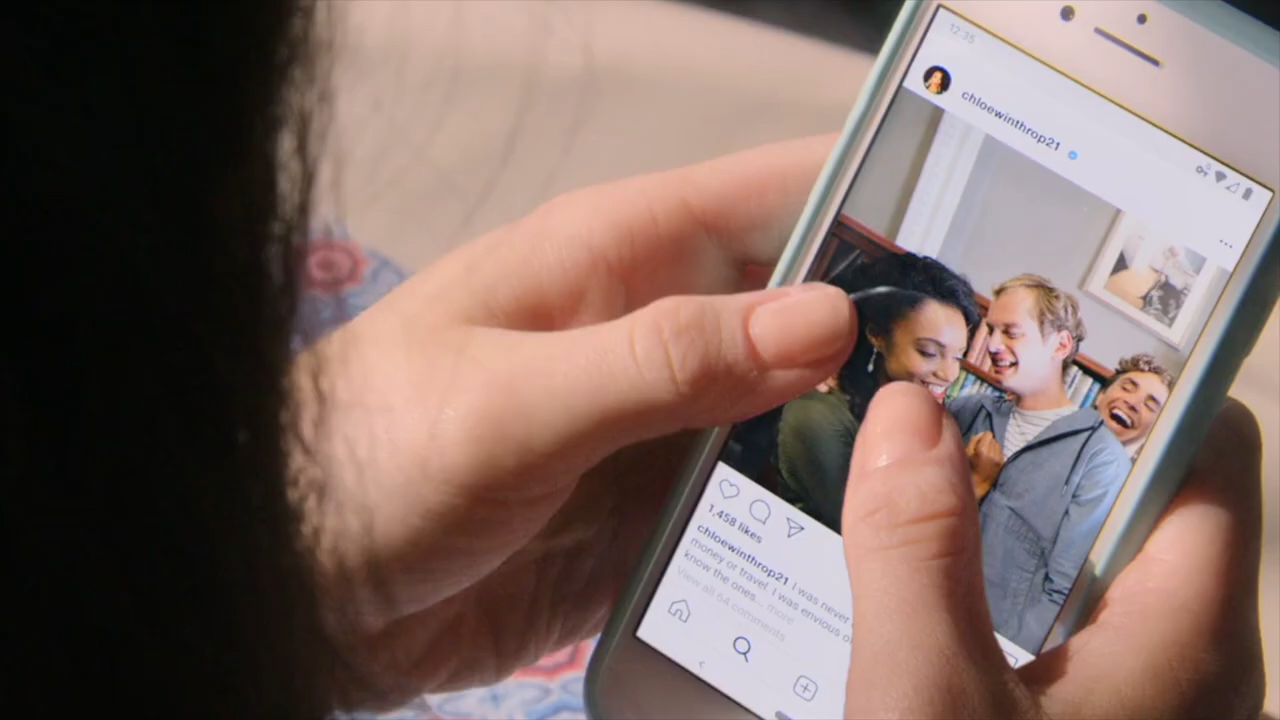 12:35
chloewinthrop21
1,458 likes
chloewinthrop21 I was never
money or travel. I was envious o
know the ones... more
View all 64 comments